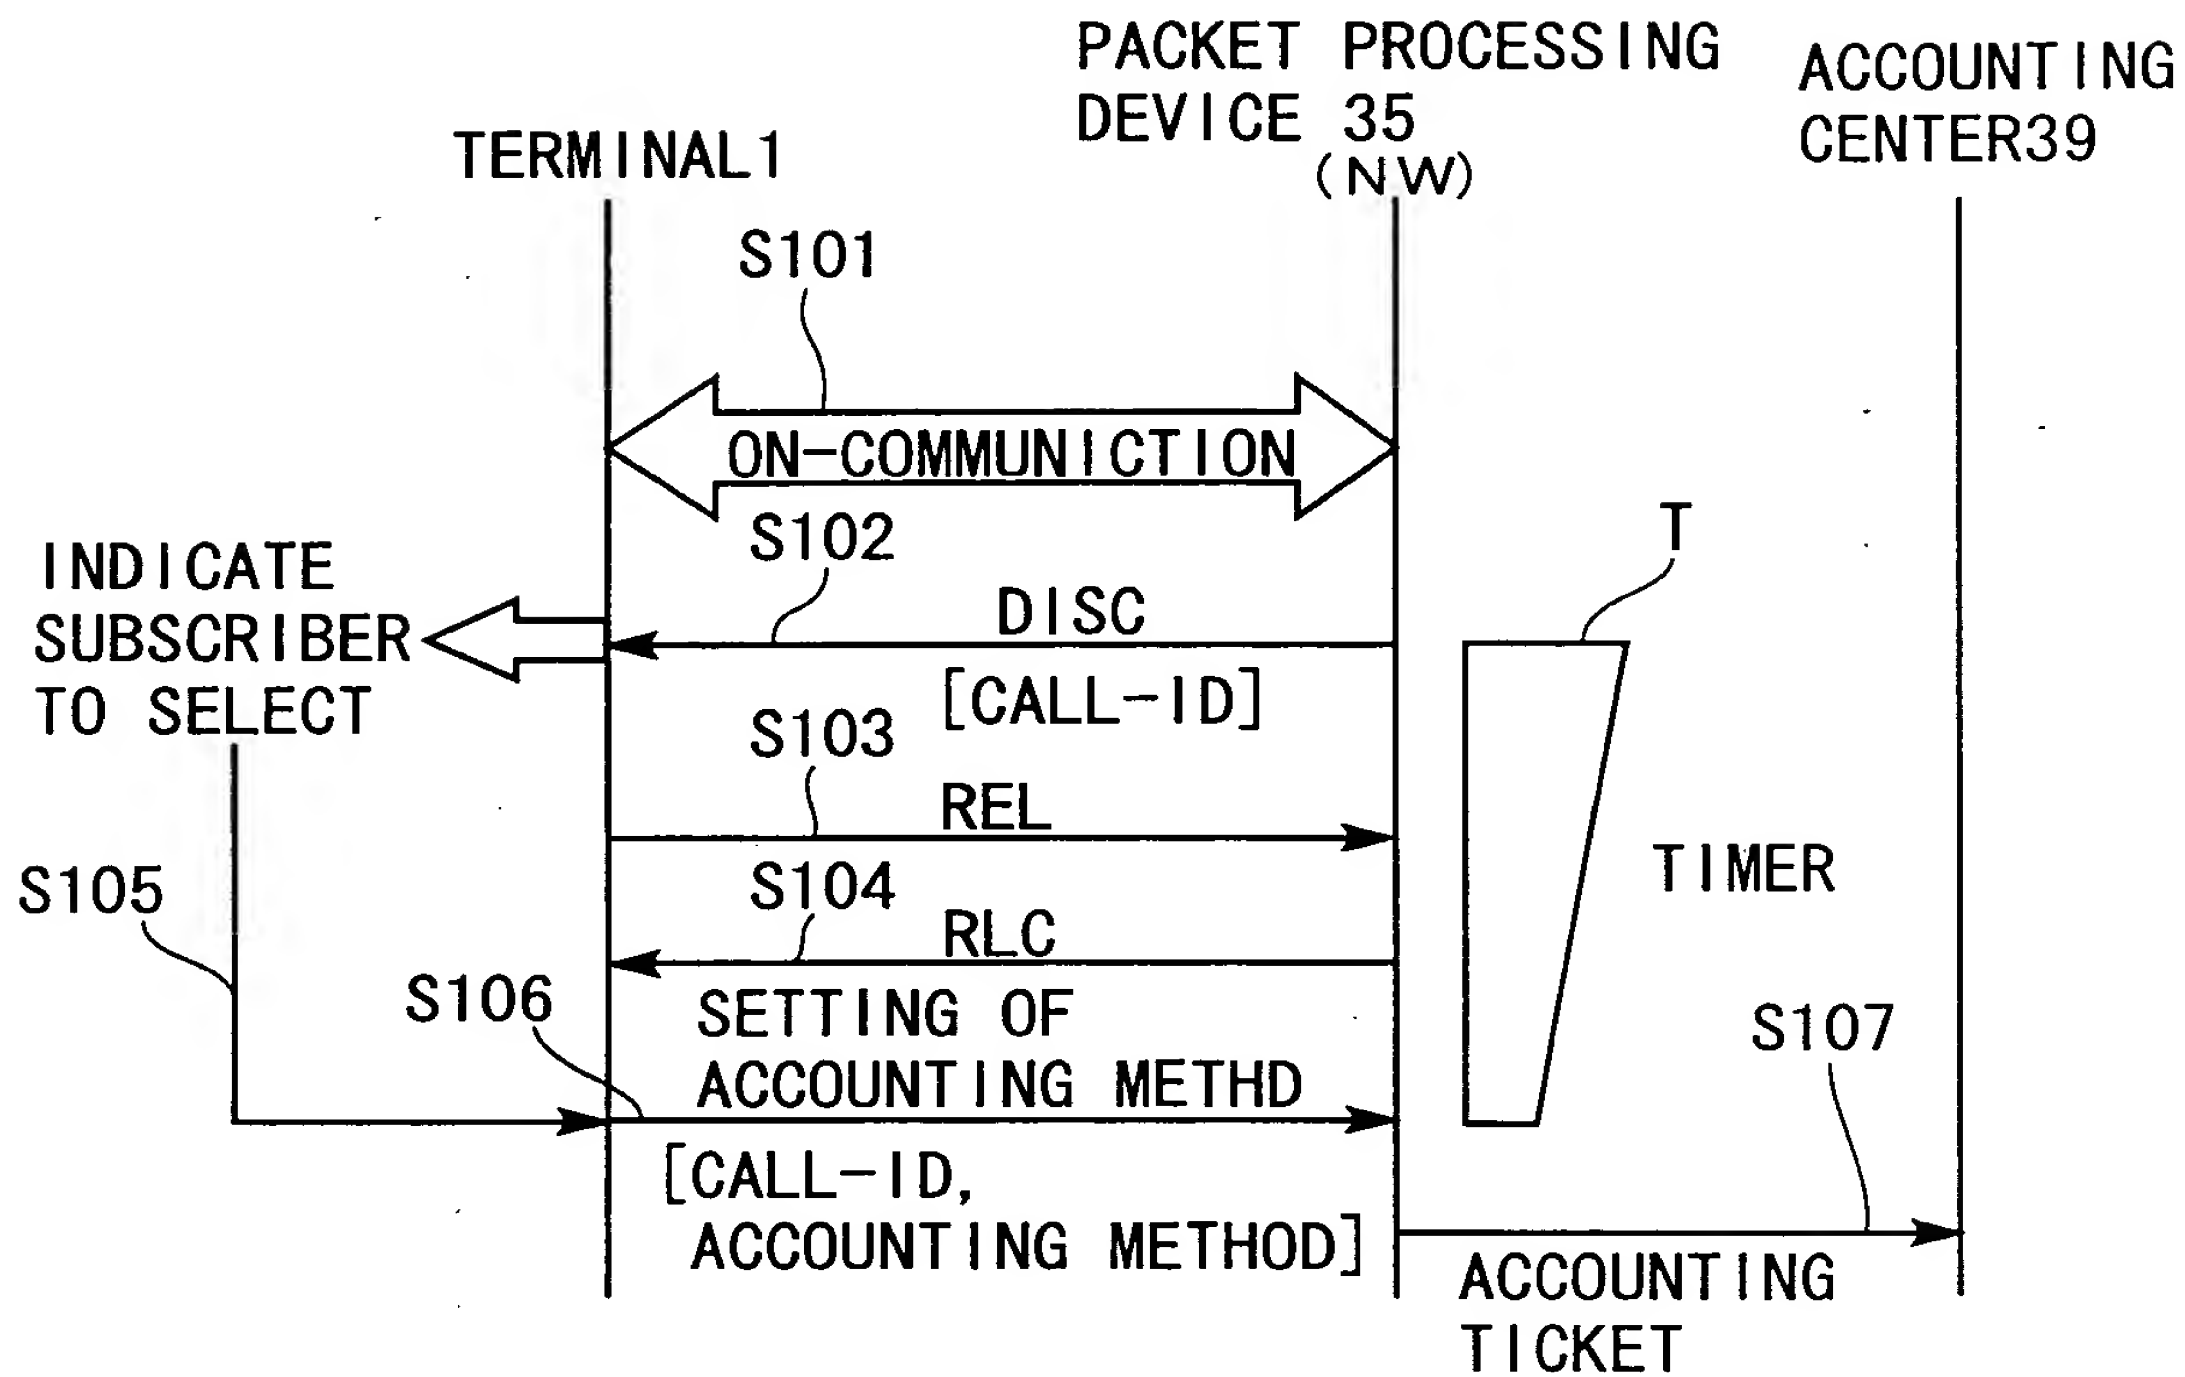 PACKET PROCESSING
DEVICE 35
(NW)
ACCOUNTING
CENTER39
TERMINAL1
S101
ON-COMMUNICTION
S102
T
INDICATE
SUBSCRIBER
TO SELECT
DISC
[CALL-ID]
S103
REL
TIMER
S104
S105
RLC
S106
SETTING OF
ACCOUNTING METHD
S107
[CALL-ID,
ACCOUNTING METHOD]
ACCOUNTING
TICKET